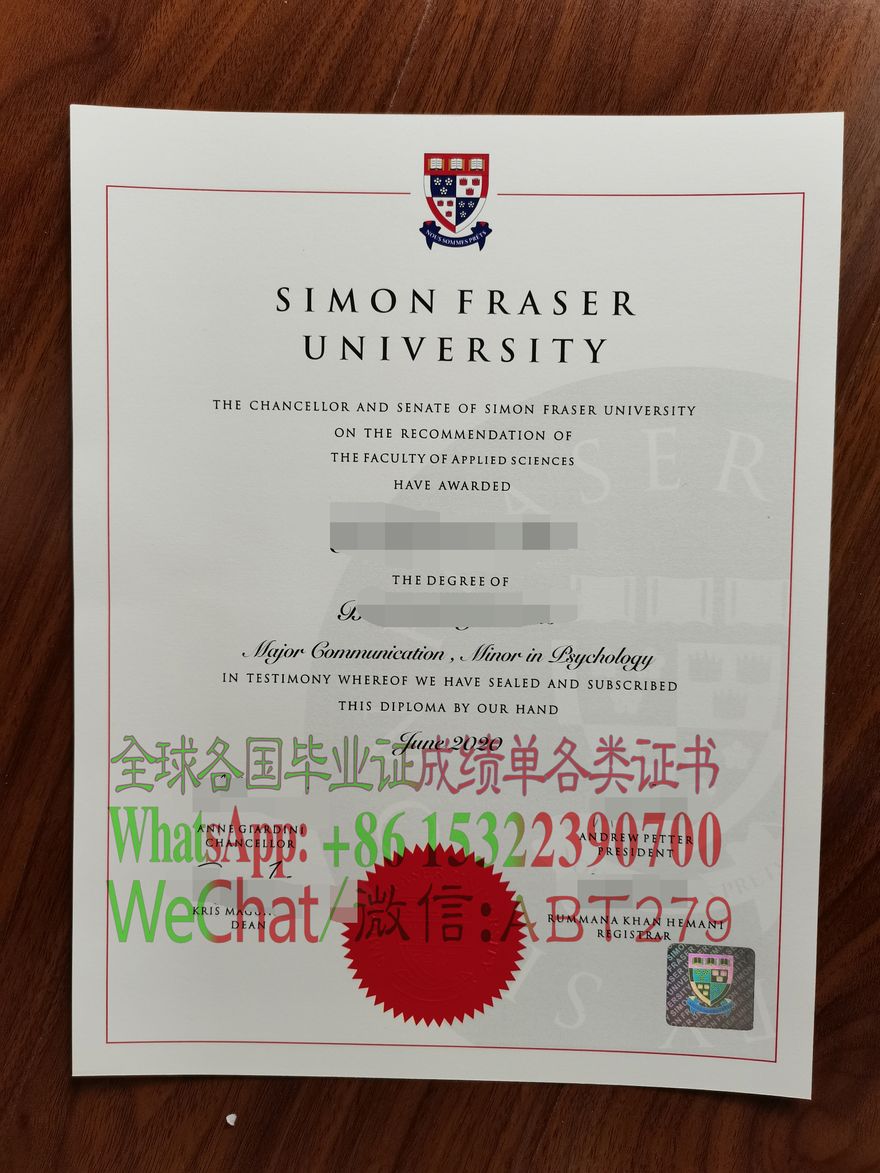 NOUS SOMMES PRÊTS
SIMON FRASER
UNIVERSITY
THE CHANCELLOR AND SENATE OF SIMON FRASER UNIVERSITY
ON THE RECOMMENDATION OF
THE FACULTY OF APPLIED SCIENCES
HAVE AWARDED
THE DEGREE OF
Major Communication , Minor in Psychology
IN TESTIMONY WHEREOF WE HAVE SEALED AND SUBSCRIBED
THIS DIPLOMA BY OUR HAND
June 2020
全球各国毕业证成绩单各类证书
WhatsApp: +86 15322390700
ANNE GIARDINI
CHANCELLOR
ANDREW PETTER
PRESIDENT
WeChat/微信:ABT279
KRIS
DEAN
RUMMANA KHAN HEMANI
REGISTRAR